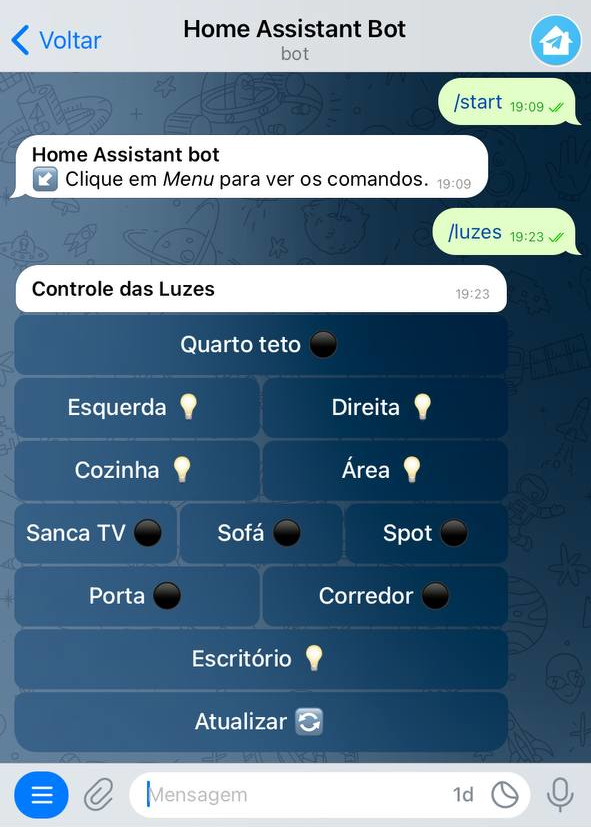 Voltar
Home Assistant Bot
bot
/start 19:09
Home Assistant bot
Clique em Menu para ver os comandos. 19:09
/luzes 19:23
Controle das Luzes 19:23
Quarto teto
Esquerda Direita
Cozinha Área
Sanca TV Sofá Spot
Porta Corredor
Escritório
Atualizar
Mensagem 1d